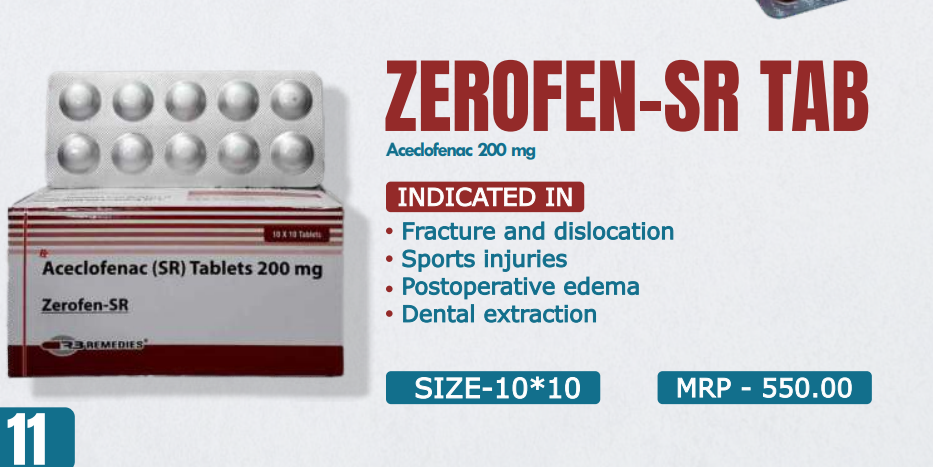 ZEROFEN-SR TAB
Aceclofenac 200 mg
INDICATED IN
• Fracture and dislocation
• Sports injuries
• Postoperative edema
• Dental extraction
SIZE-10*10
MRP - 550.00
10 X 10 Tablets
Rx
Aceclofenac (SR) Tablets 200 mg
Zerofen-SR
R3 REMEDIES
11